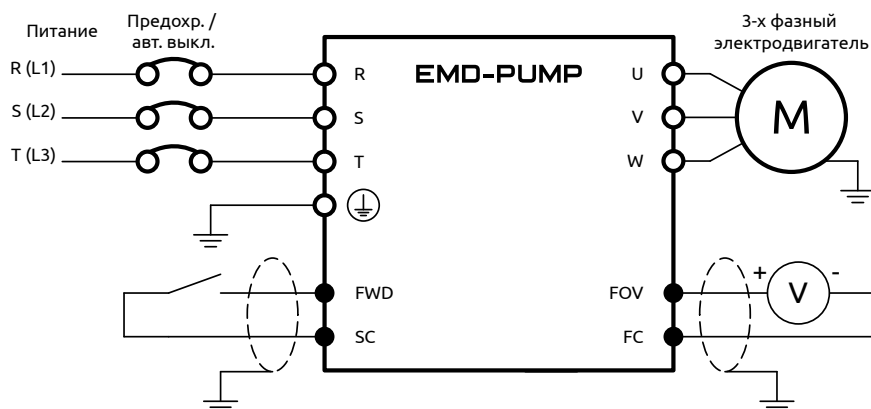 Питание
Предохр. /
авт. выкл.
3-х фазный
электродвигатель
R (L1)
R
EMD-PUMP
U
S (L2)
S
V
M
T (L3)
T
W
FWD
FOV
+
V
-
SC
FC